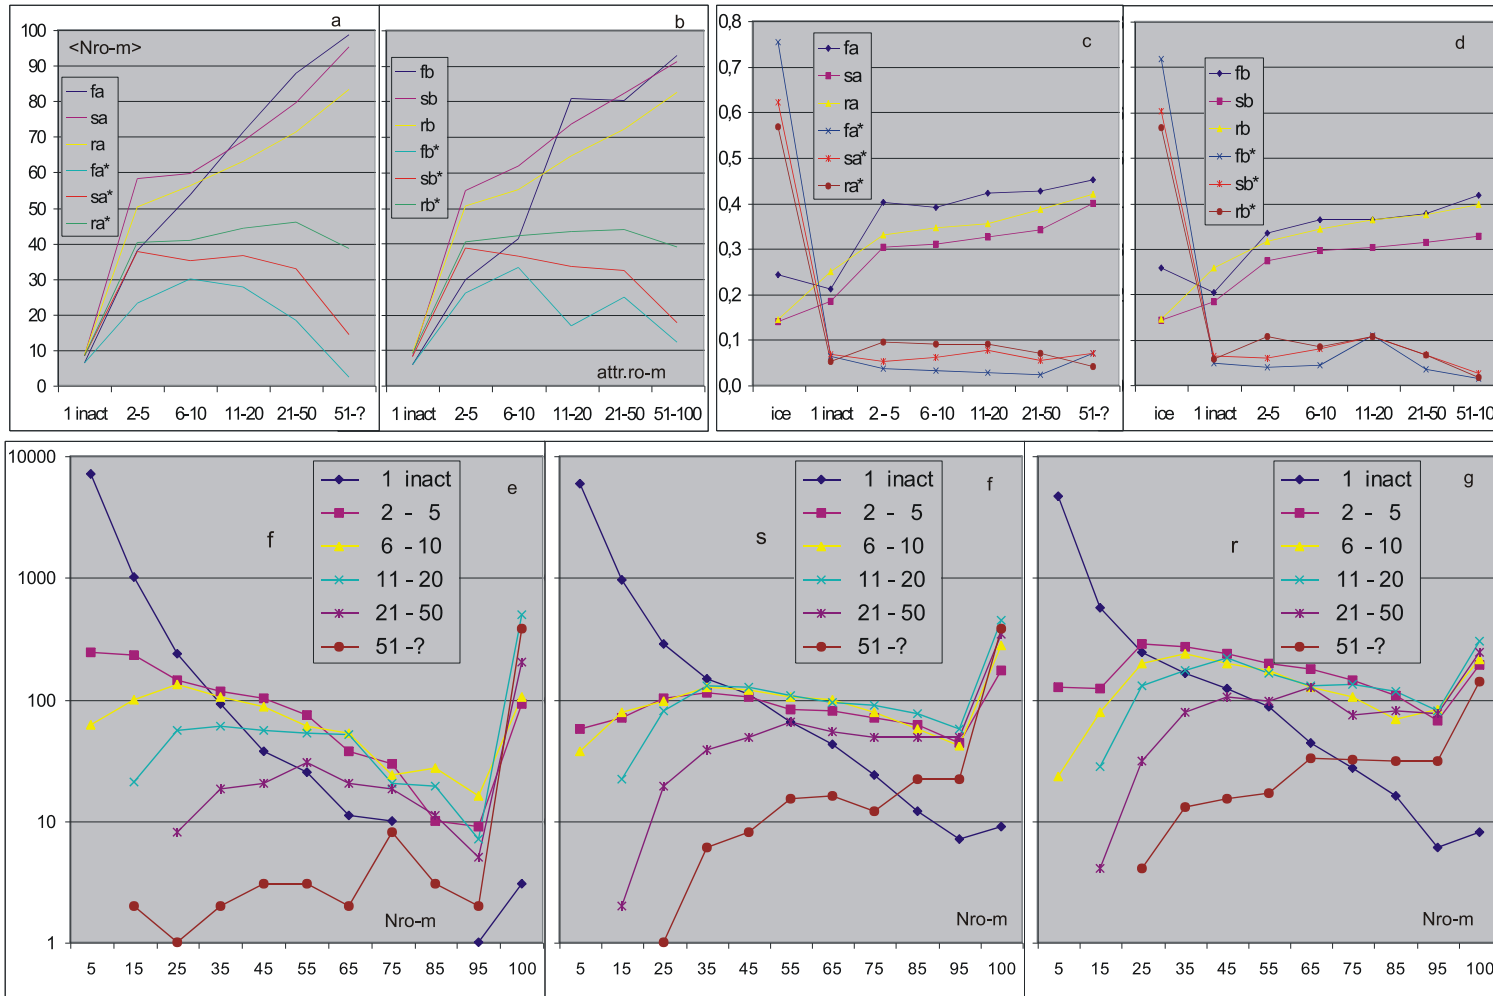 a
<Nro-m>
100
90
80
70
60
50
40
30
20
10
0
fa
sa
ra
fa*
sa*
ra*
1 inact 2-5 6-10 11-20 21-50 51-?
b
fb
sb
rb
fb*
sb*
rb*
attr.ro-m
1 inact 2-5 6-10 11-20 21-50 51-100
c
0,8
0,7
0,6
0,5
0,4
0,3
0,2
0,1
0,0
fa
sa
ra
fa*
sa*
ra*
ice 1 inact 2 - 5 6-10 11-20 21-50 51-?
d
fb
sb
rb
fb*
sb*
rb*
ice 1 inact 2-5 6-10 11-20 21-50 51-10
10000
1000
100
10
1
e
f
1 inact
2 - 5
6 - 10
11 - 20
21 - 50
51 -?
Nro-m
5 15 25 35 45 55 65 75 85 95 100
f
s
1 inact
2 - 5
6 - 10
11 - 20
21 - 50
51 -?
Nro-m
5 15 25 35 45 55 65 75 85 95 100
g
r
1 inact
2 - 5
6 - 10
11 - 20
21 - 50
51 -?
Nro-m
5 15 25 35 45 55 65 75 85 95 100